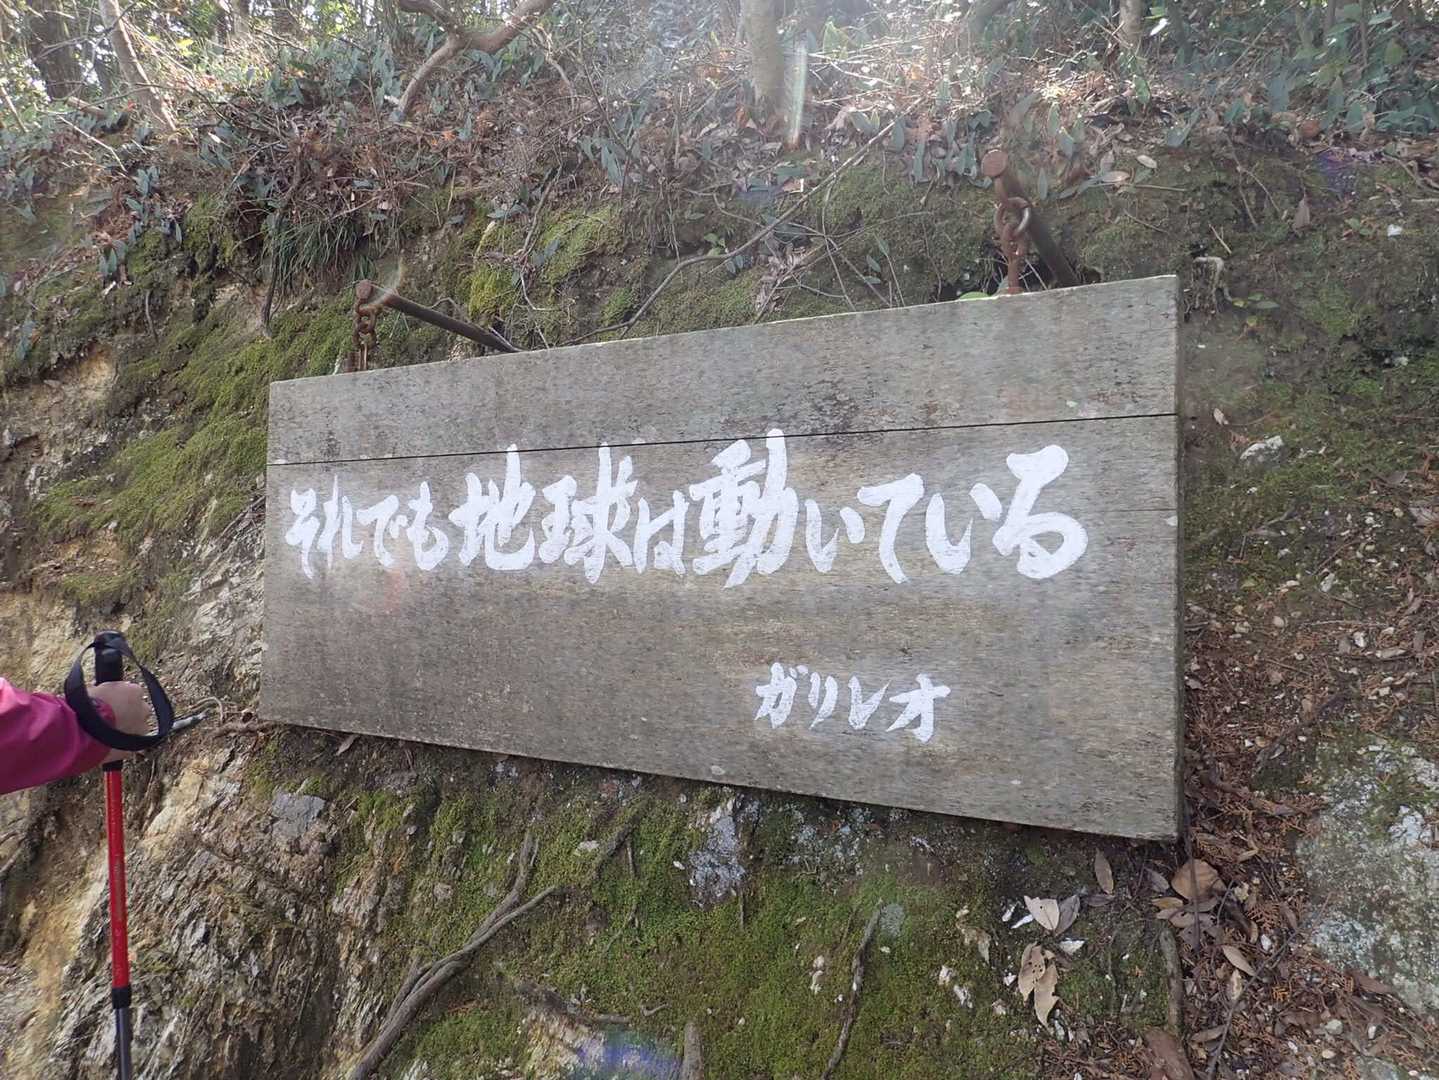 それでも地球は動いている
ガリレオ